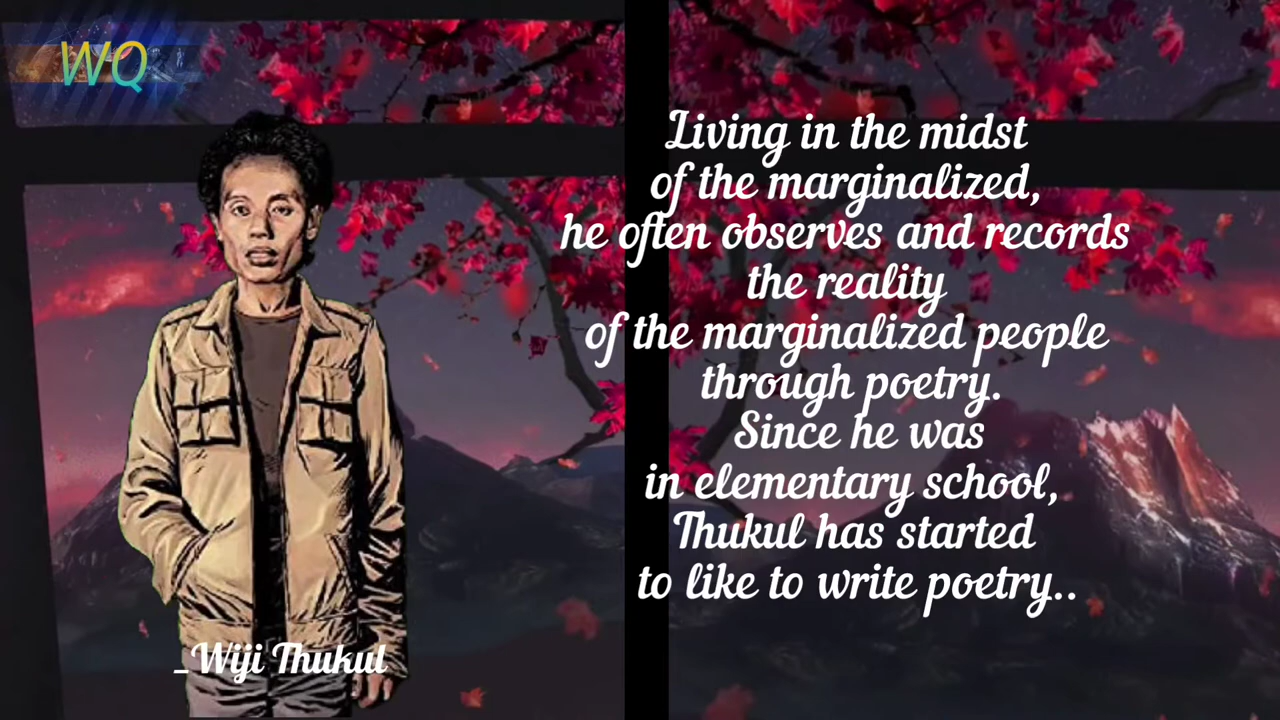 WQ
Living in the midst
of the marginalized,
he often observes and records
the reality
of the marginalized people
through poetry.
Since he was
in elementary school,
Thukul has started
to like to write poetry..
_Wiji Thukul